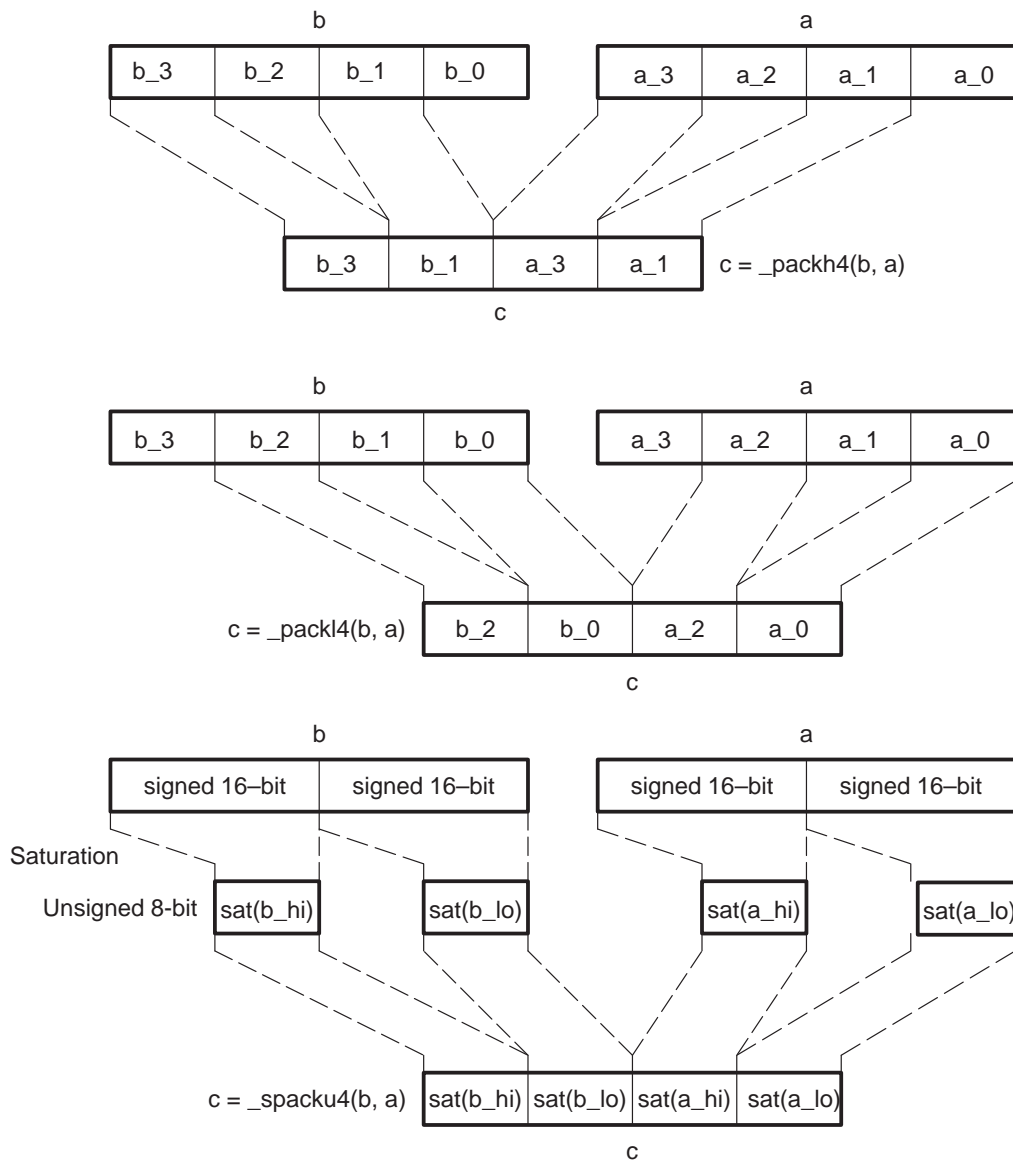 b a
b_3 b_2 b_1 b_0 a_3 a_2 a_1 a_0
b_3 b_1 a_3 a_1 c = _packh4(b, a)
c
b a
b_3 b_2 b_1 b_0 a_3 a_2 a_1 a_0
c = _packl4(b, a) b_2 b_0 a_2 a_0
c
b a
signed 16–bit signed 16–bit signed 16–bit signed 16–bit
Saturation
Unsigned 8-bit sat(b_hi) sat(b_lo) sat(a_hi) sat(a_lo)
c = _spacku4(b, a) sat(b_hi) sat(b_lo) sat(a_hi) sat(a_lo)
c